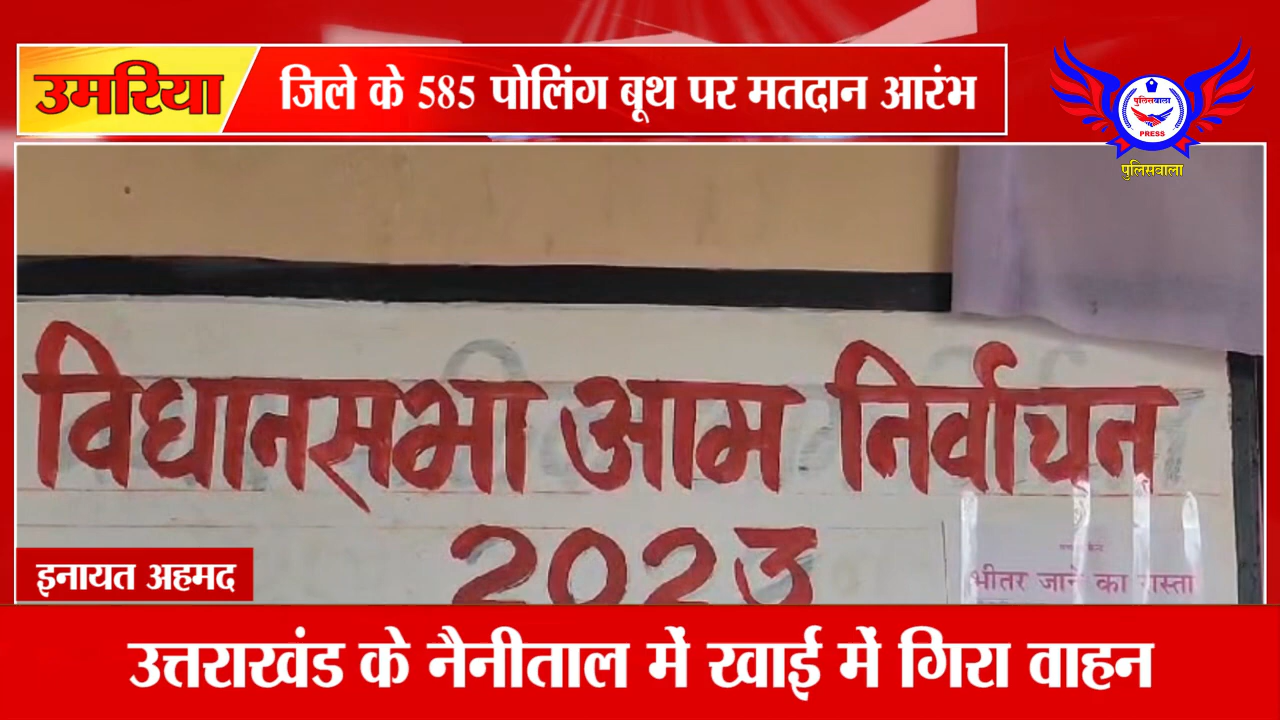 उमरिया
जिले के 585 पोलिंग बूथ पर मतदान आरंभ
पुलिसवाला
PRESS
पुलिसवाला
विधानसभा आम निर्वाचन
2023
भीतर जाने का रास्ता
इनायत अहमद
उत्तराखंड के नैनीताल में खाई में गिरा वाहन